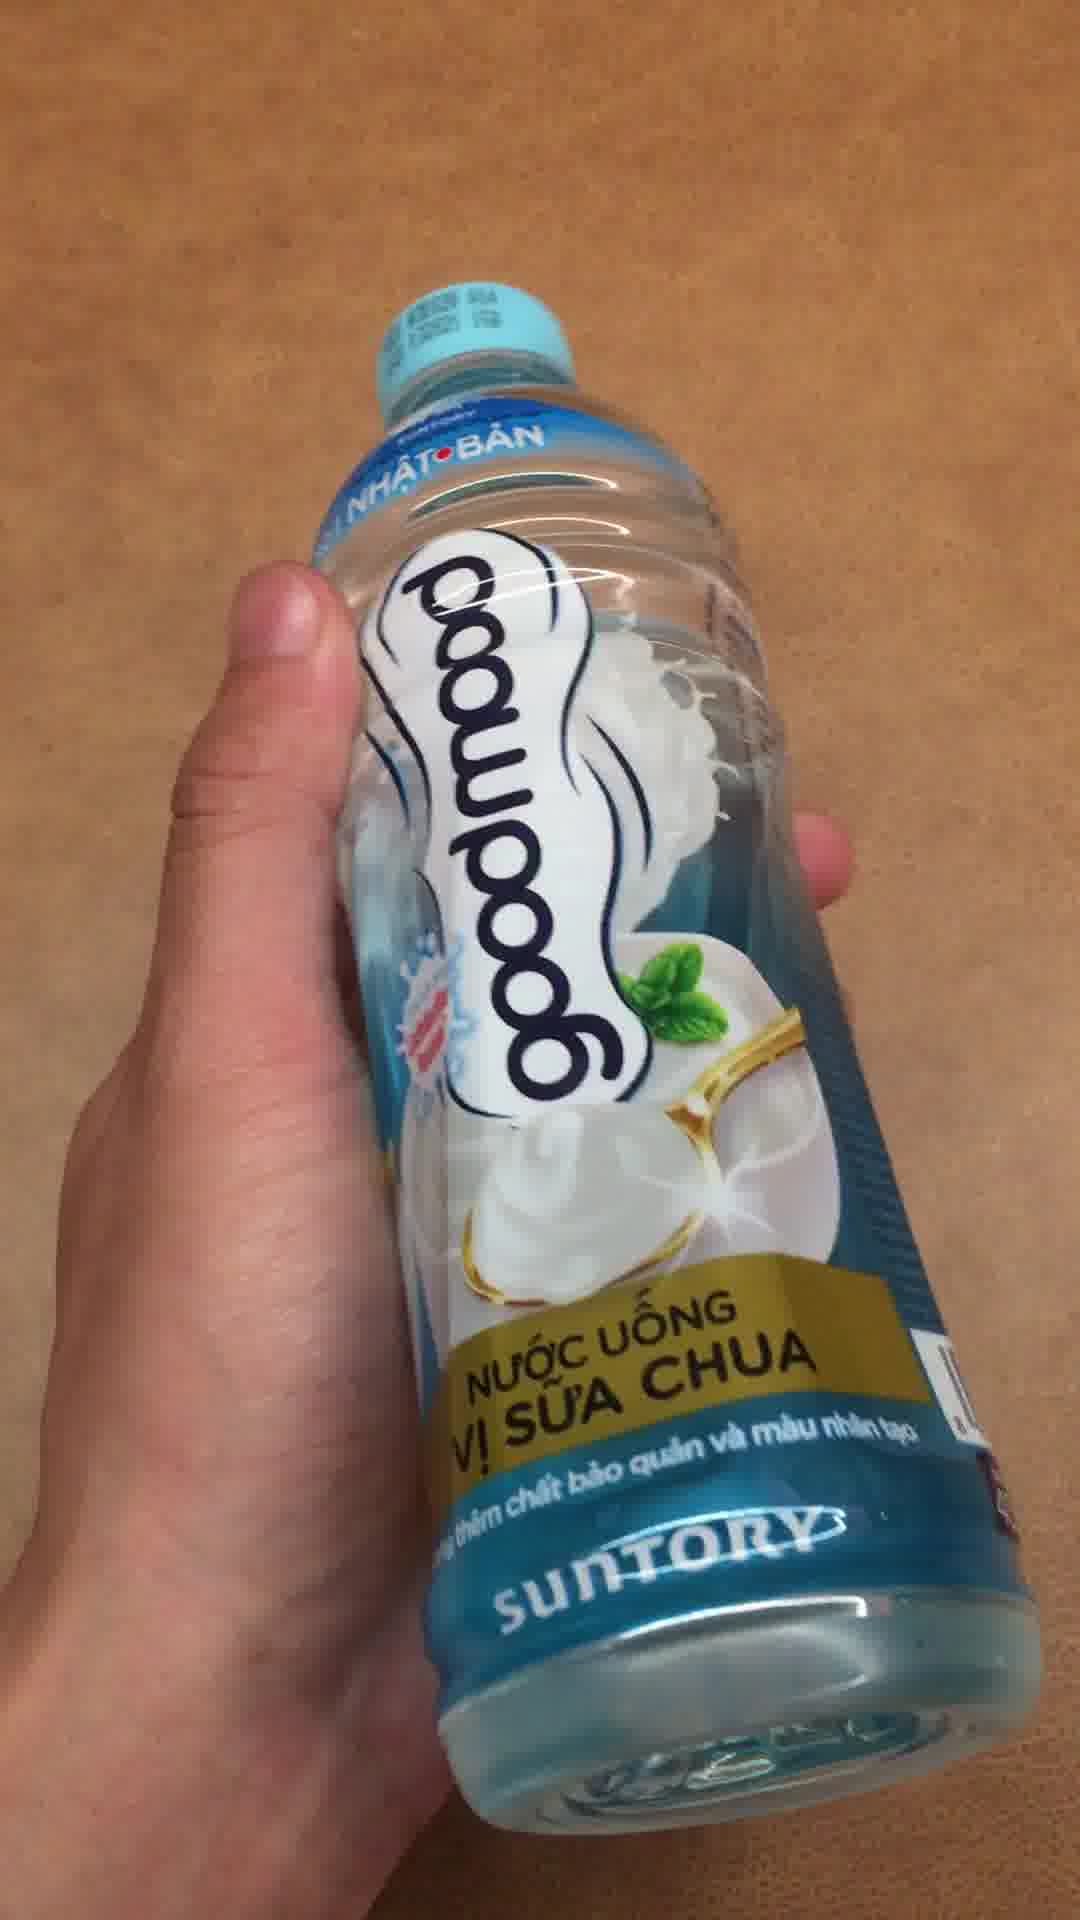 SUNTORY
NHẬT BẢN
goodmood
NƯỚC UỐNG
VỊ SỮA CHUA
thêm chất bảo quản và màu nhân tạo
SUNTORY